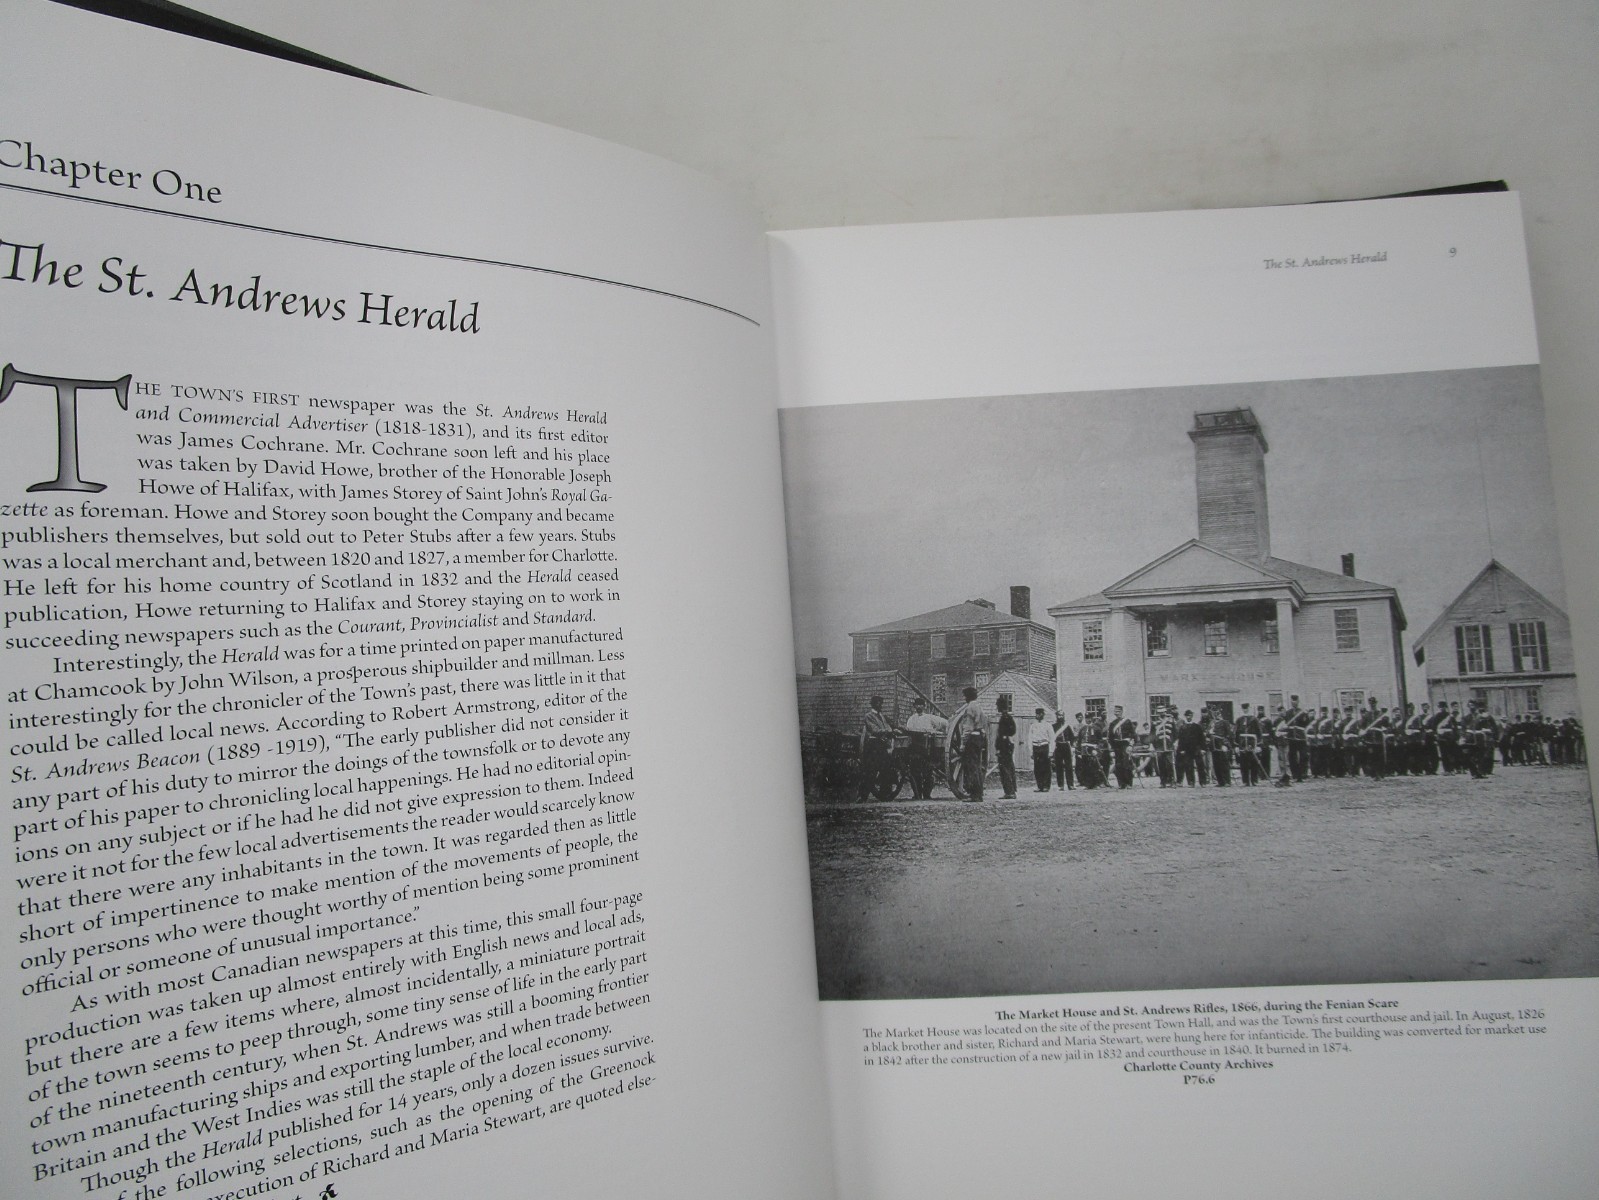 Chapter One
The St. Andrews Herald
THE TOWN'S FIRST newspaper was the St. Andrews Herald
and Commercial Advertiser (1818-1831), and its first editor
was James Cochrane. Mr. Cochrane soon left and his place
was taken by David Howe, brother of the Honorable Joseph
Howe of Halifax, with James Storey of Saint John's Royal Ga-
zette as foreman. Howe and Storey soon bought the Company and became
publishers themselves, but sold out to Peter Stubs after a few years. Stubs
was a local merchant and, between 1820 and 1827, a member for Charlotte.
He left for his home country of Scotland in 1832 and the Herald ceased
publication, Howe returning to Halifax and Storey staying on to work in
succeeding newspapers such as the Courant, Provincialist and Standard.
Interestingly, the Herald was for a time printed on paper manufactured
at Chamcook by John Wilson, a prosperous shipbuilder and millman. Less
interestingly for the chronicler of the Town's past, there was little in it that
could be called local news. According to Robert Armstrong, editor of the
St. Andrews Beacon (1889 -1919), "The early publisher did not consider it
any part of his duty to mirror the doings of the townsfolk or to devote any
part of his paper to chronicling local happenings. He had no editorial opin-
ions on any subject or if he had he did not give expression to them. Indeed
were it not for the few local advertisements the reader would scarcely know
that there were any inhabitants in the town. It was regarded then as little
short of impertinence to make mention of the movements of people, the
only persons who were thought worthy of mention being some prominent
official or someone of unusual importance."
As with most Canadian newspapers at this time, this small four-page
production was taken up almost entirely with English news and local ads,
but there are a few items where, almost incidentally, a miniature portrait
of the town seems to peep through, some tiny sense of life in the early part
of the nineteenth century, when St. Andrews was still a booming frontier
town manufacturing ships and exporting lumber, and when trade between
Britain and the West Indies was still the staple of the local economy.
Though the Herald published for 14 years, only a dozen issues survive.
the following selections, such as the opening of the Greenock
execution of Richard and Maria Stewart, are quoted else-
The St. Andrews Herald 9
MARKET HOUSE
The Market House and St. Andrews Rifles, 1866, during the Fenian Scare
The Market House was located on the site of the present Town Hall, and was the Town's first courthouse and jail. In August, 1826
a black brother and sister, Richard and Maria Stewart, were hung here for infanticide. The building was converted for market use
in 1842 after the construction of a new jail in 1832 and courthouse in 1840. It burned in 1874.
Charlotte County Archives
P76.6